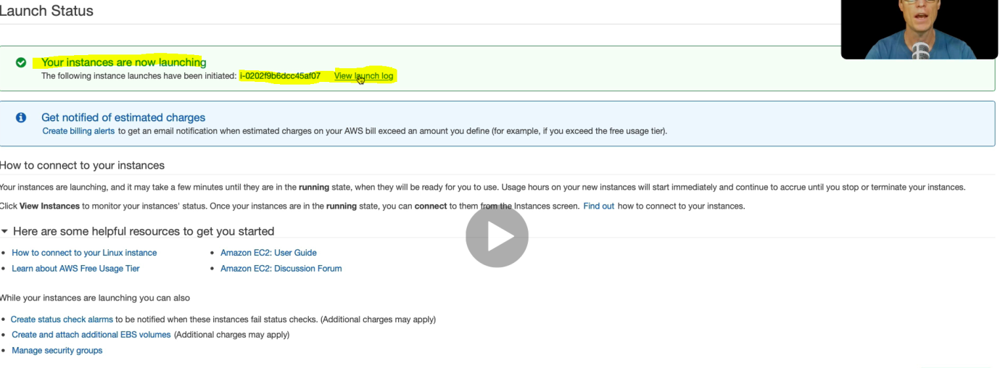 Launch Status
Your instances are now launching
The following instance launches have been initiated: i-0202f9b6dcc45af07 View launch log
Get notified of estimated charges
Create billing alerts to get an email notification when estimated charges on your AWS bill exceed an amount you define (for example, if you exceed the free usage tier).
How to connect to your instances
Your instances are launching, and it may take a few minutes until they are in the running state, when they will be ready for you to use. Usage hours on your new instances will start immediately and continue to accrue until you stop or terminate your instances.
Click View Instances to monitor your instances' status. Once your instances are in the running state, you can connect to them from the Instances screen. Find out how to connect to your instances.
Here are some helpful resources to get you started
How to connect to your Linux instance
Amazon EC2: User Guide
Learn about AWS Free Usage Tier
Amazon EC2: Discussion Forum
While your instances are launching you can also
Create status check alarms to be notified when these instances fail status checks. (Additional charges may apply)
Create and attach additional EBS volumes (Additional charges may apply)
Manage security groups